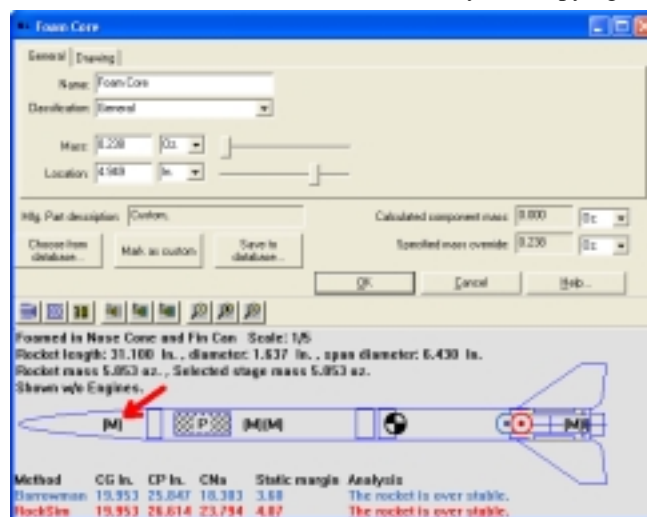 Foam Core
General Drawing
Name: Foam Core
Classification: General
Mass: 0.238 Oz.
Location: 4.949 In.
Mfg. Part description: Custom,
Calculated component mass: 0.000 Oz
Choose from database... Mark as custom Save to database...
Specified mass override: 0.238 Oz
OK Cancel Help...
Foamed in Nose Cone and Fin Can Scale: 1/5
Rocket length: 31.100 In. , diameter: 1.637 In. , span diameter: 6.430 In.
Rocket mass 5.053 oz. , Selected stage mass 5.053 oz.
Shown w/o Engines.
[M] P [M][M] [M]
Method CG In. CP In. CNa Static margin Analysis
Barrowman 19.953 25.847 18.303 3.60 The rocket is over stable.
RockSim 19.953 26.614 23.794 4.07 The rocket is over stable.